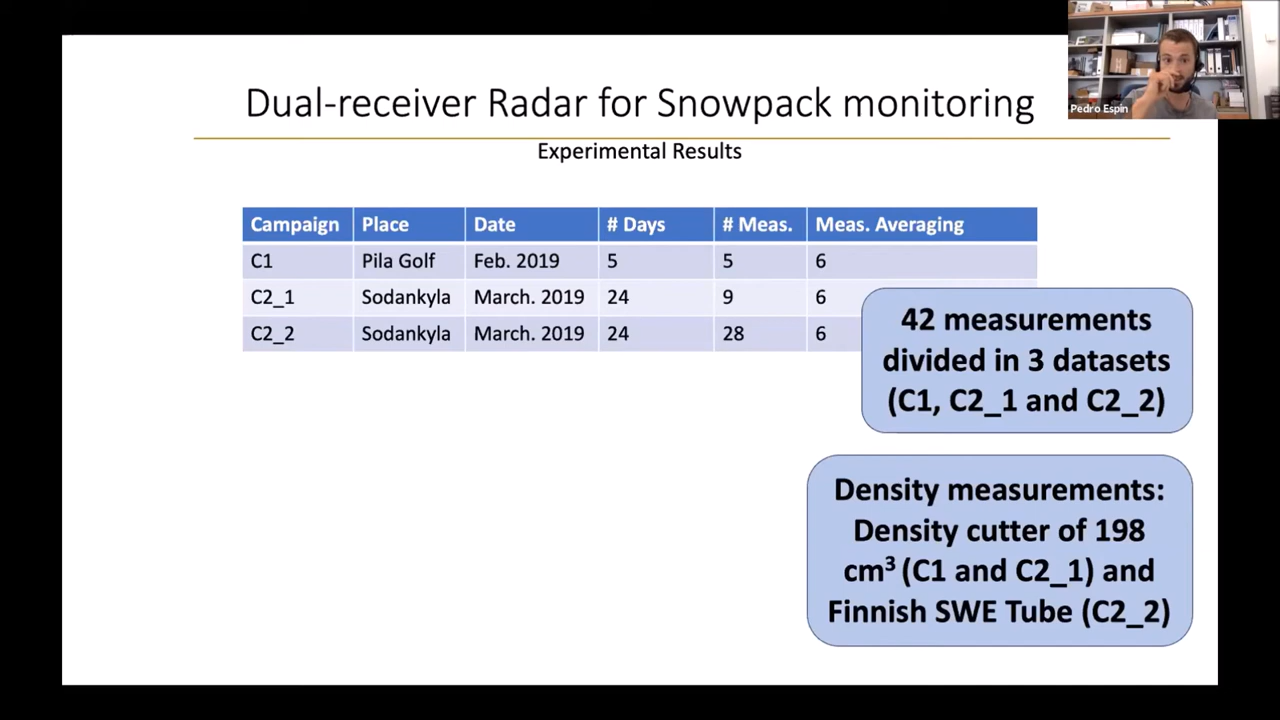 Dual-receiver Radar for Snowpack monitoring
Pedro Espín
Experimental Results
Campaign Place Date # Days # Meas. Meas. Averaging
C1 Pila Golf Feb. 2019 5 5 6
C2_1 Sodankyla March. 2019 24 9 6
C2_2 Sodankyla March. 2019 24 28 6
42 measurements
divided in 3 datasets
(C1, C2_1 and C2_2)
Density measurements:
Density cutter of 198
cm³ (C1 and C2_1) and
Finnish SWE Tube (C2_2)